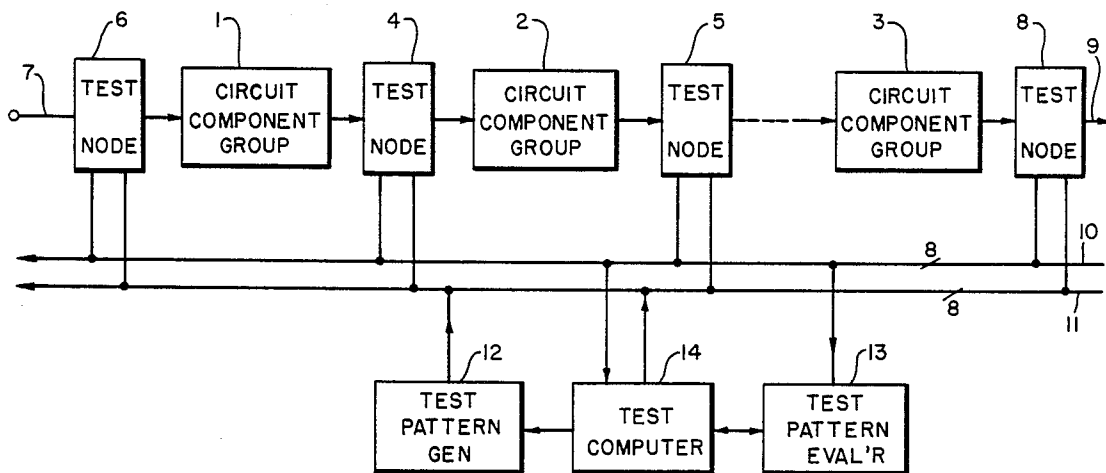 6
1
4
2
5
3
8
9
7
TEST
NODE
CIRCUIT
COMPONENT
GROUP
TEST
NODE
CIRCUIT
COMPONENT
GROUP
TEST
NODE
CIRCUIT
COMPONENT
GROUP
TEST
NODE
8
10
8
11
12
14
13
TEST
PATTERN
GEN
TEST
COMPUTER
TEST
PATTERN
EVAL'R